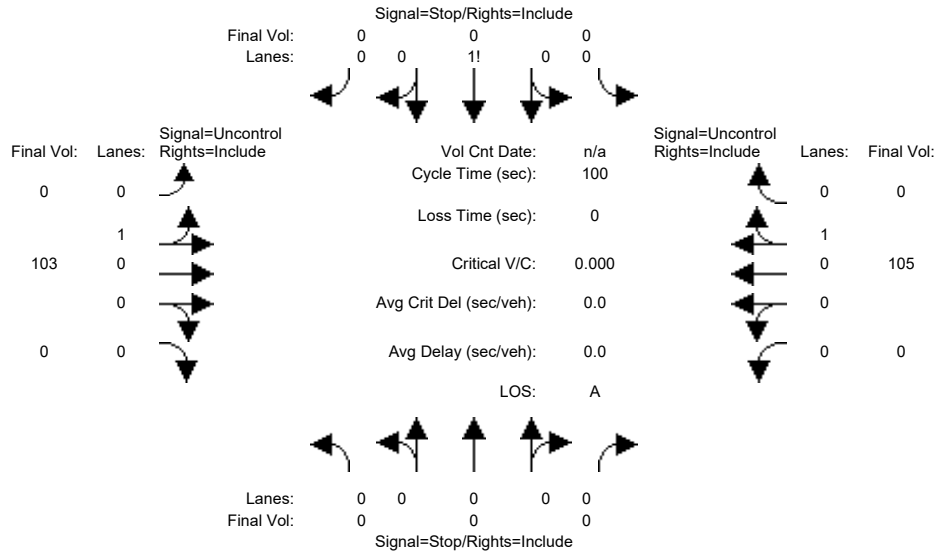 Signal=Stop/Rights=Include
Final Vol: 0 0 0
Lanes: 0 0 1! 0 0
Signal=Uncontrol
Final Vol: Lanes: Rights=Include
Vol Cnt Date: n/a
Signal=Uncontrol
Rights=Include Lanes: Final Vol:
Cycle Time (sec): 100
0 0
0 0
Loss Time (sec): 0
1
1
103 0
Critical V/C: 0.000
0 105
0
Avg Crit Del (sec/veh): 0.0
0
0 0
Avg Delay (sec/veh): 0.0
0 0
LOS: A
Lanes: 0 0 0 0 0
Final Vol: 0 0 0
Signal=Stop/Rights=Include